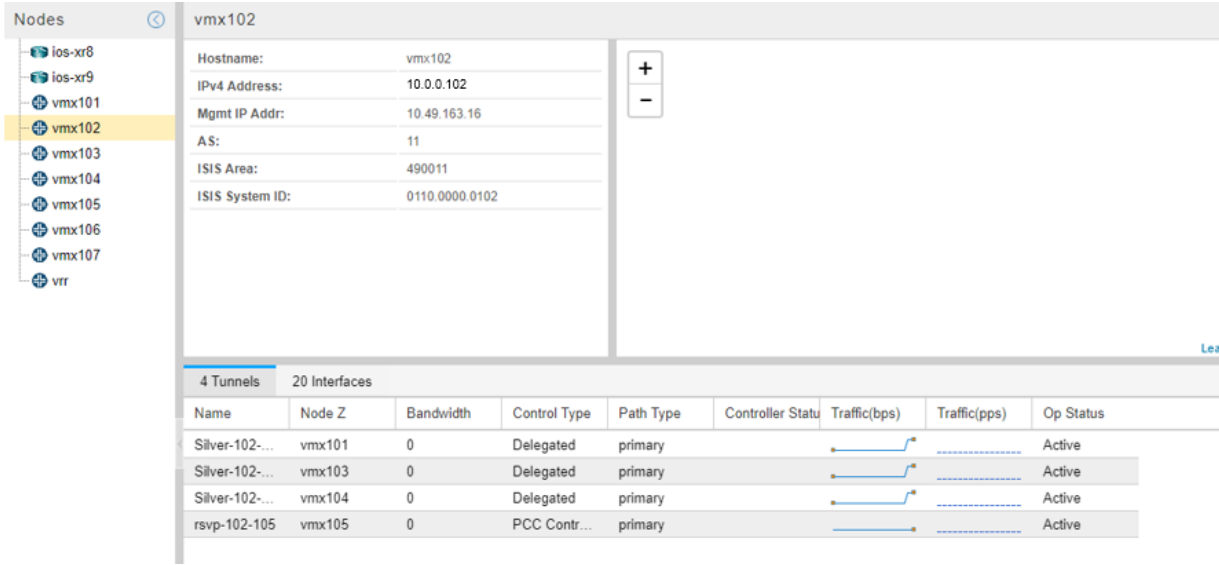 Nodes
ios-xr8
ios-xr9
vmx101
vmx102
vmx103
vmx104
vmx105
vmx106
vmx107
vrr
vmx102
Hostname: vmx102
IPv4 Address: 10.0.0.102
Mgmt IP Addr: 10.49.163.16
AS: 11
ISIS Area: 490011
ISIS System ID: 0110.0000.0102
+
−
Lea
4 Tunnels 20 Interfaces
Name Node Z Bandwidth Control Type Path Type Controller Statu Traffic(bps) Traffic(pps) Op Status
Silver-102-... vmx101 0 Delegated primary Active
Silver-102-... vmx103 0 Delegated primary Active
Silver-102-... vmx104 0 Delegated primary Active
rsvp-102-105 vmx105 0 PCC Contr... primary Active